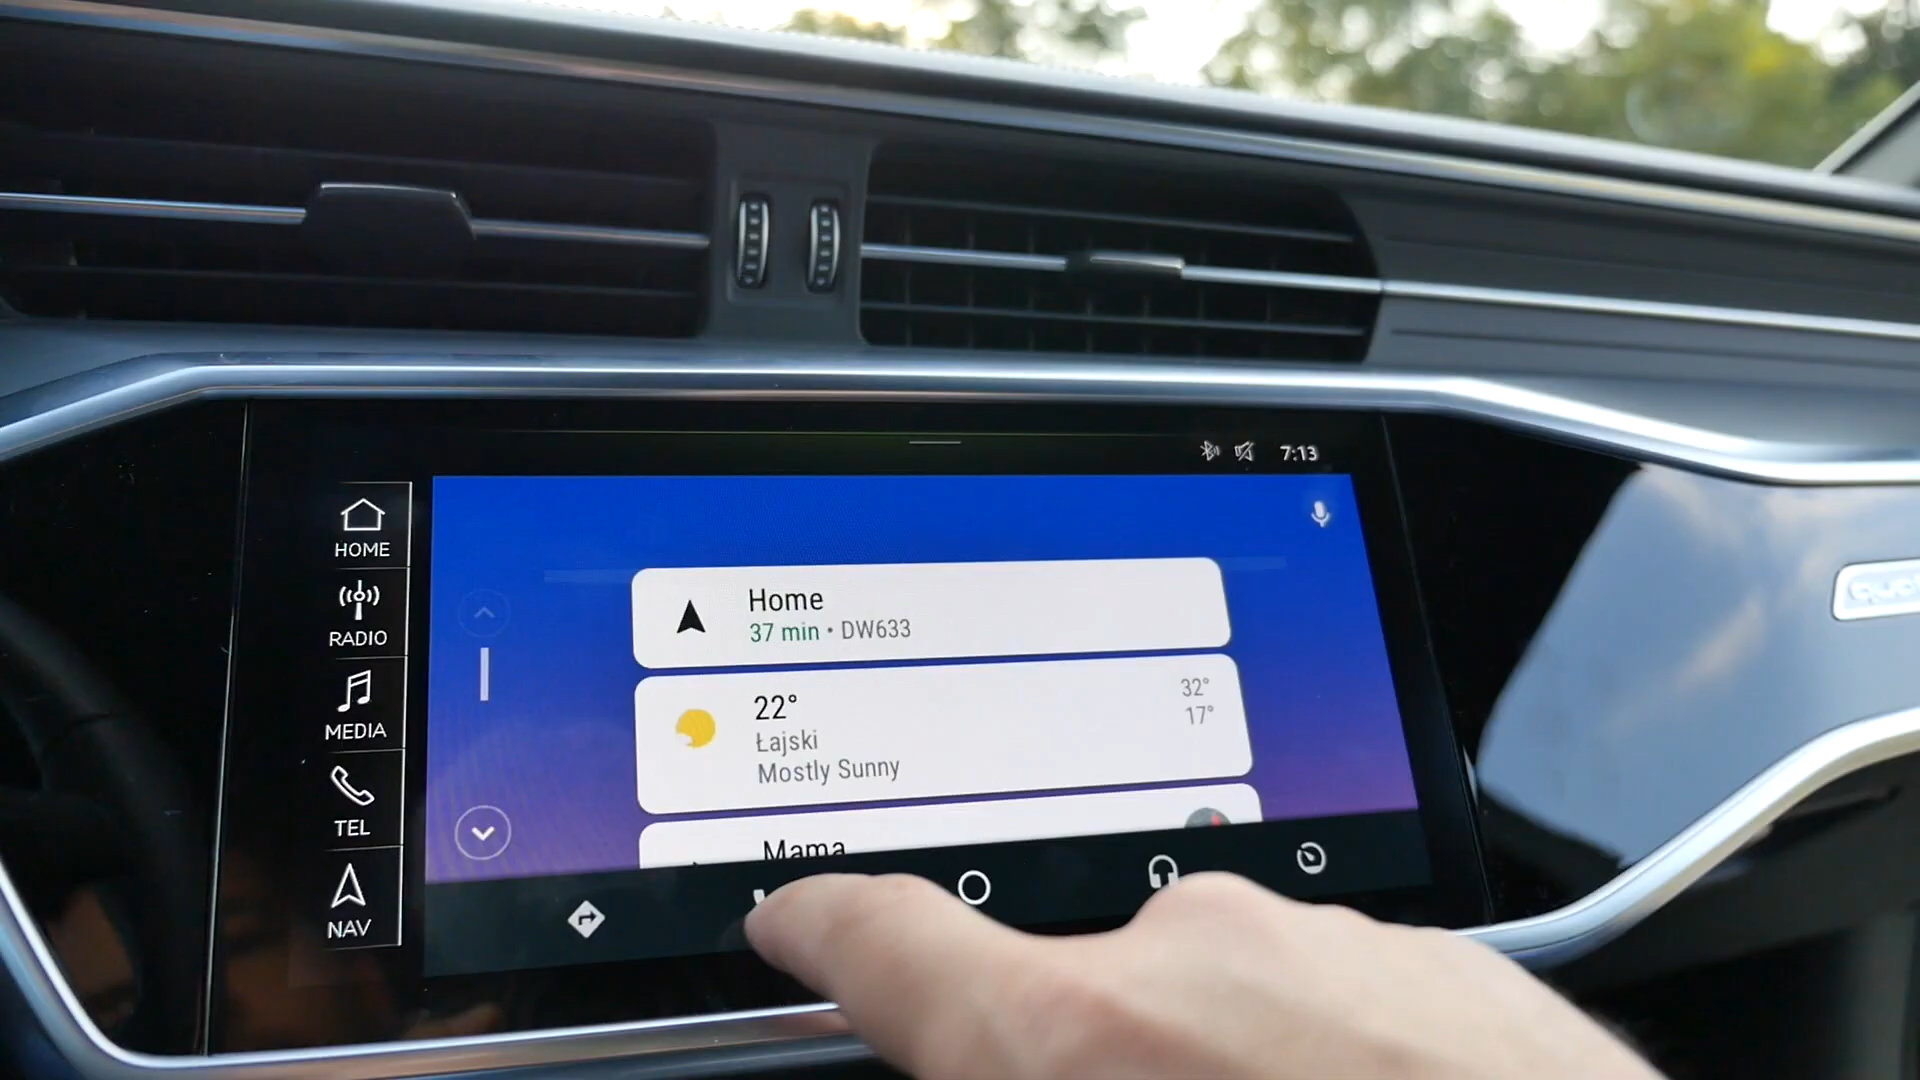 7:13
HOME
RADIO
MEDIA
TEL
NAV
Home
37 min • DW633
22°
32°
17°
Łajski
Mostly Sunny
Mama